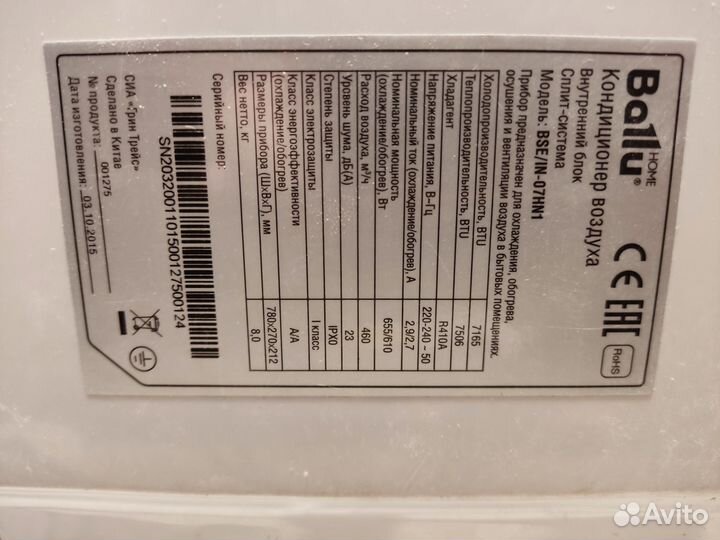 Ballu® HOME
Кондиционер воздуха
Внутренний блок
Сплит-система
Модель: BSE/IN-07HN1
CE EAC
RoHS
Прибор предназначен для охлаждения, обогрева,
осушения и вентиляции воздуха в бытовых помещениях.
Холодопроизводительность, BTU 7165
Теплопроизводительность, BTU 7506
Хладагент R410A
Напряжение питания, В~Гц 220-240 ~ 50
Номинальный ток (охлаждение/обогрев), А 2,9/2,7
Номинальная мощность
(охлаждение/обогрев), Вт 655/610
Расход воздуха, м³/ч 460
Уровень шума, дБ(А) 23
Степень защиты IPX0
Класс электрозащиты I класс
Класс энергоэффективности
(охлаждение/обогрев) A/A
Размеры прибора (ШхВхГ), мм 780x270x212
Вес нетто, кг 8,0
Серийный номер:
SN2032001101500127500124
СИА «Грин Трейс»
Сделано в Китае
№ продукта: 001275
Дата изготовления: 03.10.2015
Avito